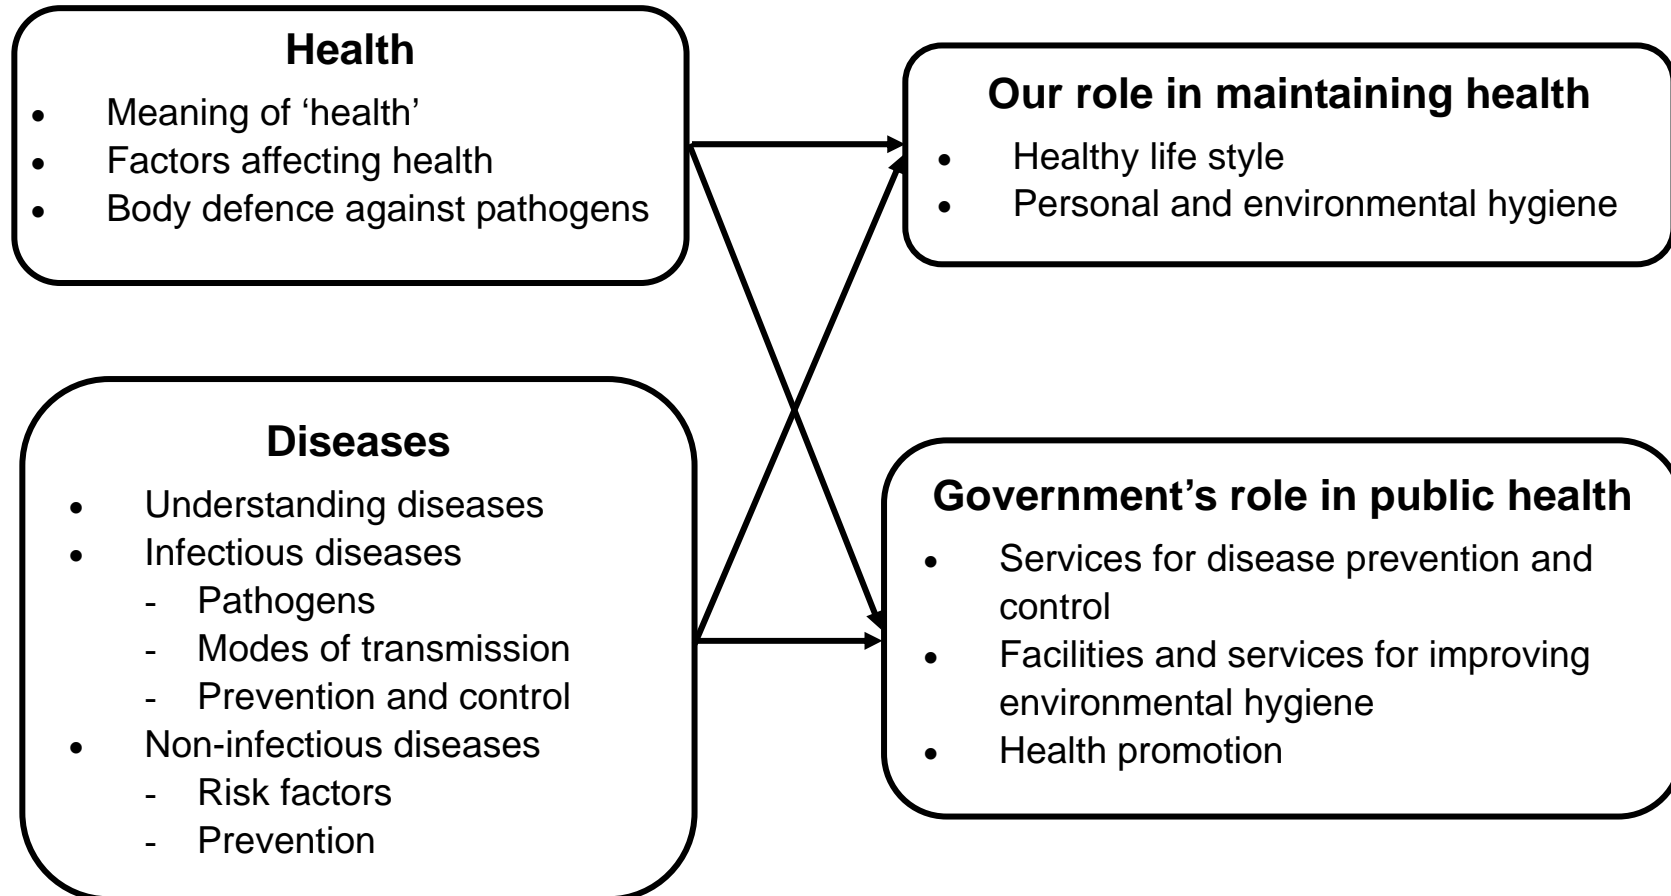 Health
• Meaning of ‘health’
• Factors affecting health
• Body defence against pathogens
Our role in maintaining health
• Healthy life style
• Personal and environmental hygiene
Diseases
• Understanding diseases
• Infectious diseases
- Pathogens
- Modes of transmission
- Prevention and control
• Non-infectious diseases
- Risk factors
- Prevention
Government’s role in public health
• Services for disease prevention and
control
• Facilities and services for improving
environmental hygiene
• Health promotion